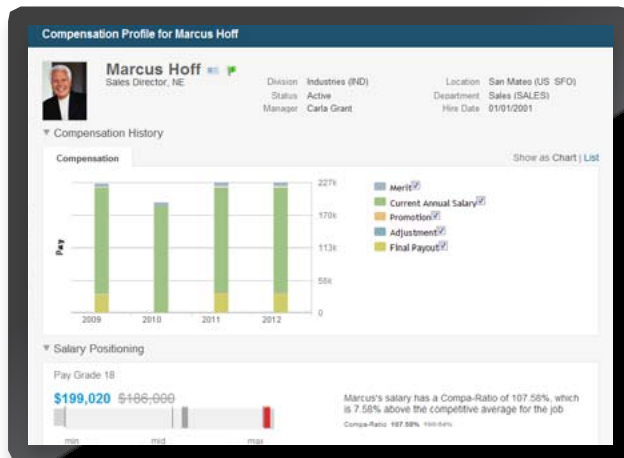 Compensation Profile for Marcus Hoff
Marcus Hoff
Sales Director, NE
Division Industries (IND)
Status Active
Manager Carla Grant
Location San Mateo (US_SFO)
Department Sales (SALES)
Hire Date 01/01/2001
Compensation History
Compensation
Show as Chart | List
Pay
227k
170k
113k
56k
0
2009 2010 2011 2012
Merit
Current Annual Salary
Promotion
Adjustment
Final Payout
Salary Positioning
Pay Grade 18
$199,020 $186,000
min mid max
Marcus's salary has a Compa-Ratio of 107.58%, which
is 7.58% above the competitive average for the job
Compa-Ratio 107.58%